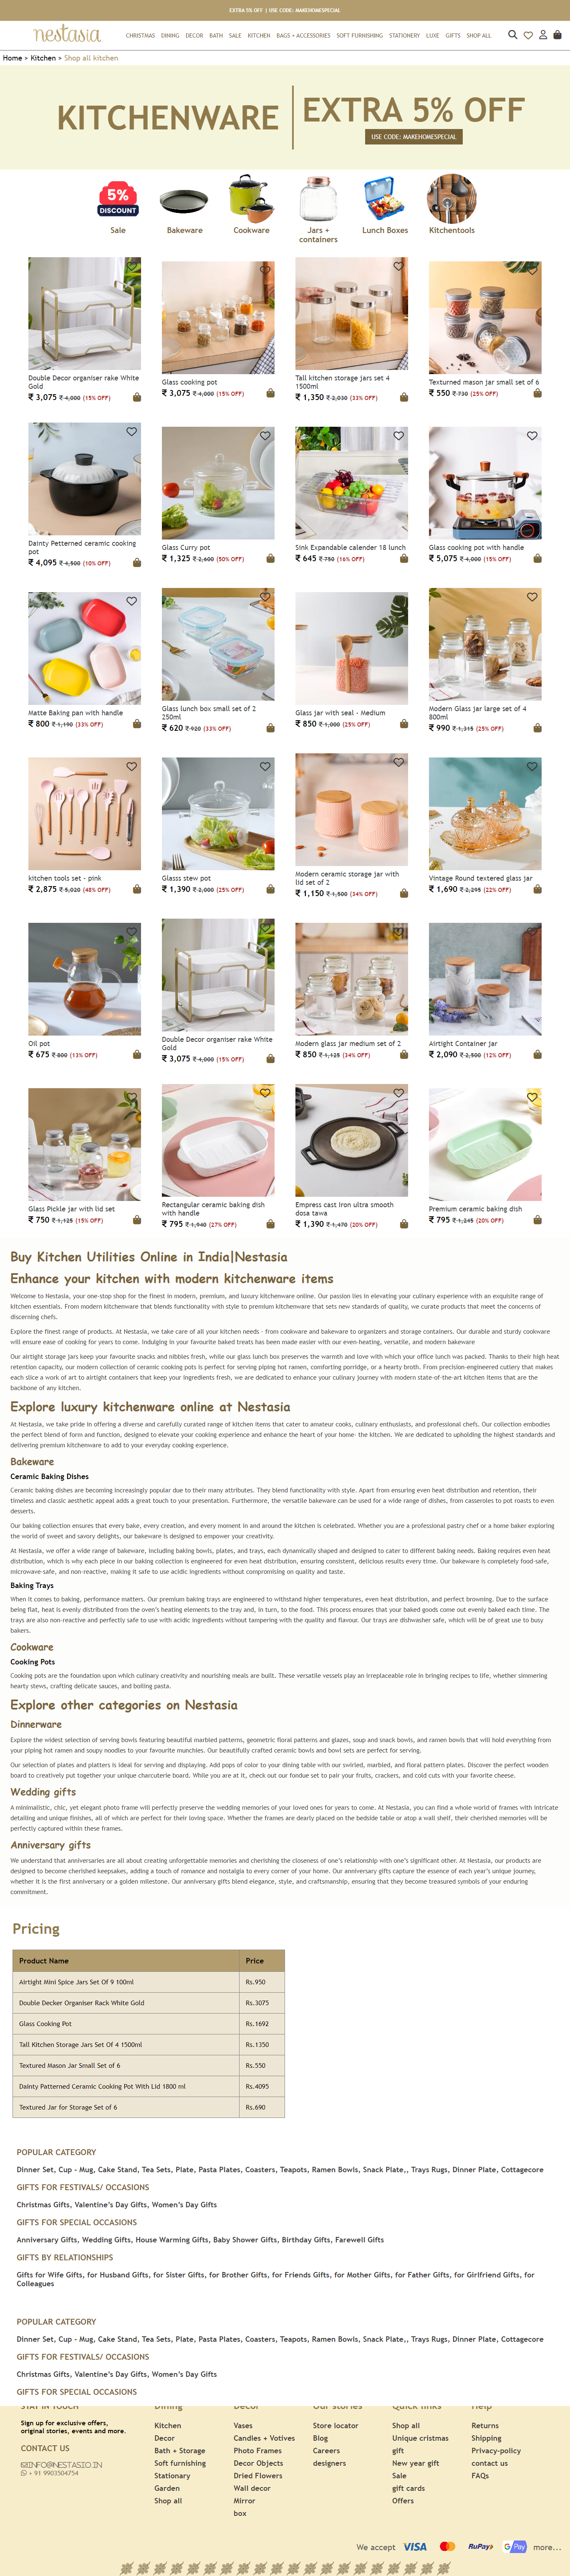 EXTRA 5% OFF | USE CODE: MAKEHOMESPECIAL
nestasia
CHRISTMAS DINING DECOR BATH SALE KITCHEN BAGS + ACCESSORIES SOFT FURNISHING STATIONERY LUXE GIFTS SHOP ALL
Home > Kitchen > Shop all kitchen
KITCHENWARE
EXTRA 5% OFF
USE CODE: MAKEHOMESPECIAL
5%
DISCOUNT
Sale Bakeware Cookware Jars + containers Lunch Boxes Kitchentools
Double Decor organiser rake White Gold
₹ 3,075 ₹ 4,000 (15% OFF)
Glass cooking pot
₹ 3,075 ₹ 4,000 (15% OFF)
Tall kitchen storage jars set 4 1500ml
₹ 1,350 ₹ 2,030 (33% OFF)
Texturned mason jar small set of 6
₹ 550 ₹ 730 (25% OFF)
Dainty Petterned ceramic cooking pot
₹ 4,095 ₹ 4,500 (10% OFF)
Glass Curry pot
₹ 1,325 ₹ 2,600 (50% OFF)
Sink Expandable calender 18 lunch
₹ 645 ₹ 750 (16% OFF)
Glass cooking pot with handle
₹ 5,075 ₹ 4,000 (15% OFF)
Matte Baking pan with handle
₹ 800 ₹ 1,190 (33% OFF)
Glass lunch box small set of 2 250ml
₹ 620 ₹ 920 (33% OFF)
Glass jar with seal - Medium
₹ 850 ₹ 1,000 (25% OFF)
Modern Glass jar large set of 4 800ml
₹ 990 ₹ 1,315 (25% OFF)
kitchen tools set - pink
₹ 2,875 ₹ 5,020 (48% OFF)
Glasss stew pot
₹ 1,390 ₹ 2,000 (25% OFF)
Modern ceramic storage jar with lid set of 2
₹ 1,150 ₹ 1,500 (34% OFF)
Vintage Round textered glass jar
₹ 1,690 ₹ 2,295 (22% OFF)
Oil pot
₹ 675 ₹ 800 (13% OFF)
Double Decor organiser rake White Gold
₹ 3,075 ₹ 4,000 (15% OFF)
Modern glass jar medium set of 2
₹ 850 ₹ 1,125 (34% OFF)
Airtight Container jar
₹ 2,090 ₹ 2,500 (12% OFF)
Glass Pickle jar with lid set
₹ 750 ₹ 1,125 (15% OFF)
Rectangular ceramic baking dish with handle
₹ 795 ₹ 1,940 (27% OFF)
Empress cast iron ultra smooth dosa tawa
₹ 1,390 ₹ 1,470 (20% OFF)
Premium ceramic baking dish
₹ 795 ₹ 1,245 (20% OFF)
Buy Kitchen Utilities Online in India|Nestasia
Enhance your kitchen with modern kitchenware items
Welcome to Nestasia, your one-stop shop for the finest in modern, premium, and luxury kitchenware online. Our passion lies in elevating your culinary experience with an exquisite range of
kitchen essentials. From modern kitchenware that blends functionality with style to premium kitchenware that sets new standards of quality, we curate products that meet the concerns of
discerning chefs.
Explore the finest range of products. At Nestasia, we take care of all your kitchen needs - from cookware and bakeware to organizers and storage containers. Our durable and sturdy cookware
will ensure ease of cooking for years to come. Indulging in your favourite baked treats has been made easier with our even-heating, versatile, and modern bakeware
Our airtight storage jars keep your favourite snacks and nibbles fresh, while our glass lunch box preserves the warmth and love with which your office lunch was packed. Thanks to their high heat
retention capacity, our modern collection of ceramic cooking pots is perfect for serving piping hot ramen, comforting porridge, or a hearty broth. From precision-engineered cutlery that makes
each slice a work of art to airtight containers that keep your ingredients fresh, we are dedicated to enhance your culinary journey with modern state-of-the-art kitchen items that are the
backbone of any kitchen.
Explore luxury kitchenware online at Nestasia
At Nestasia, we take pride in offering a diverse and carefully curated range of kitchen items that cater to amateur cooks, culinary enthusiasts, and professional chefs. Our collection embodies
the perfect blend of form and function, designed to elevate your cooking experience and enhance the heart of your home- the kitchen. We are dedicated to upholding the highest standards and
delivering premium kitchenware to add to your everyday cooking experience.
Bakeware
Ceramic Baking Dishes
Ceramic baking dishes are becoming increasingly popular due to their many attributes. They blend functionality with style. Apart from ensuring even heat distribution and retention, their
timeless and classic aesthetic appeal adds a great touch to your presentation. Furthermore, the versatile bakeware can be used for a wide range of dishes, from casseroles to pot roasts to even
desserts.
Our baking collection ensures that every bake, every creation, and every moment in and around the kitchen is celebrated. Whether you are a professional pastry chef or a home baker exploring
the world of sweet and savory delights, our bakeware is designed to empower your creativity.
At Nestasia, we offer a wide range of bakeware, including baking bowls, plates, and trays, each dynamically shaped and designed to cater to different baking needs. Baking requires even heat
distribution, which is why each piece in our baking collection is engineered for even heat distribution, ensuring consistent, delicious results every time. Our bakeware is completely food-safe,
microwave-safe, and non-reactive, making it safe to use acidic ingredients without compromising on quality and taste.
Baking Trays
When it comes to baking, performance matters. Our premium baking trays are engineered to withstand higher temperatures, even heat distribution, and perfect browning. Due to the surface
being flat, heat is evenly distributed from the oven's heating elements to the tray and, in turn, to the food. This process ensures that your baked goods come out evenly baked each time. The
trays are also non-reactive and perfectly safe to use with acidic ingredients without tampering with the quality and flavour. Our trays are dishwasher safe, which will be of great use to busy
bakers.
Cookware
Cooking Pots
Cooking pots are the foundation upon which culinary creativity and nourishing meals are built. These versatile vessels play an irreplaceable role in bringing recipes to life, whether simmering
hearty stews, crafting delicate sauces, and boiling pasta.
Explore other categories on Nestasia
Dinnerware
Explore the widest selection of serving bowls featuring beautiful marbled patterns, geometric floral patterns and glazes, soup and snack bowls, and ramen bowls that will hold everything from
your piping hot ramen and soupy noodles to your favourite munchies. Our beautifully crafted ceramic bowls and bowl sets are perfect for serving.
Our selection of plates and platters is ideal for serving and displaying. Add pops of color to your dining table with our swirled, marbled, and floral pattern plates. Discover the perfect wooden
board to creatively put together your unique charcuterie board. While you are at it, check out our fondue set to pair your fruits, crackers, and cold cuts with your favorite cheese.
Wedding gifts
A minimalistic, chic, yet elegant photo frame will perfectly preserve the wedding memories of your loved ones for years to come. At Nestasia, you can find a whole world of frames with intricate
detailing and unique finishes, all of which are perfect for their loving space. Whether the frames are dearly placed on the bedside table or atop a wall shelf, their cherished memories will be
perfectly captured within these frames.
Anniversary gifts
We understand that anniversaries are all about creating unforgettable memories and cherishing the closeness of one's relationship with one's significant other. At Nestasia, our products are
designed to become cherished keepsakes, adding a touch of romance and nostalgia to every corner of your home. Our anniversary gifts capture the essence of each year's unique journey,
whether it is the first anniversary or a golden milestone. Our anniversary gifts blend elegance, style, and craftsmanship, ensuring that they become treasured symbols of your enduring
commitment.
Pricing
Product Name Price
Airtight Mini Spice Jars Set Of 9 100ml Rs.950
Double Decker Organiser Rack White Gold Rs.3075
Glass Cooking Pot Rs.1692
Tall Kitchen Storage Jars Set Of 4 1500ml Rs.1350
Textured Mason Jar Small Set of 6 Rs.550
Dainty Patterned Ceramic Cooking Pot With Lid 1800 ml Rs.4095
Textured Jar for Storage Set of 6 Rs.690
POPULAR CATEGORY
Dinner Set, Cup - Mug, Cake Stand, Tea Sets, Plate, Pasta Plates, Coasters, Teapots, Ramen Bowls, Snack Plate,, Trays Rugs, Dinner Plate, Cottagecore
GIFTS FOR FESTIVALS/ OCCASIONS
Christmas Gifts, Valentine's Day Gifts, Women's Day Gifts
GIFTS FOR SPECIAL OCCASIONS
Anniversary Gifts, Wedding Gifts, House Warming Gifts, Baby Shower Gifts, Birthday Gifts, Farewell Gifts
GIFTS BY RELATIONSHIPS
Gifts for Wife Gifts, for Husband Gifts, for Sister Gifts, for Brother Gifts, for Friends Gifts, for Mother Gifts, for Father Gifts, for Girlfriend Gifts, for
Colleagues
POPULAR CATEGORY
Dinner Set, Cup - Mug, Cake Stand, Tea Sets, Plate, Pasta Plates, Coasters, Teapots, Ramen Bowls, Snack Plate,, Trays Rugs, Dinner Plate, Cottagecore
GIFTS FOR FESTIVALS/ OCCASIONS
Christmas Gifts, Valentine's Day Gifts, Women's Day Gifts
GIFTS FOR SPECIAL OCCASIONS
STAY IN TOUCH Dining Decor Our stories Quick links Help
Sign up for exclusive offers,
original stories, events and more.
CONTACT US
INFO@NESTASIO.IN
+ 91 9903504754
Kitchen
Decor
Bath + Storage
Soft furnishing
Stationary
Garden
Shop all
Vases
Candles + Votives
Photo Frames
Decor Objects
Dried Flowers
Wall decor
Mirror
box
Store locator
Blog
Careers
designers
Shop all
Unique cristmas
gift
New year gift
Sale
gift cards
Offers
Returns
Shipping
Privacy-policy
contact us
FAQs
We accept VISA RuPay G Pay more...